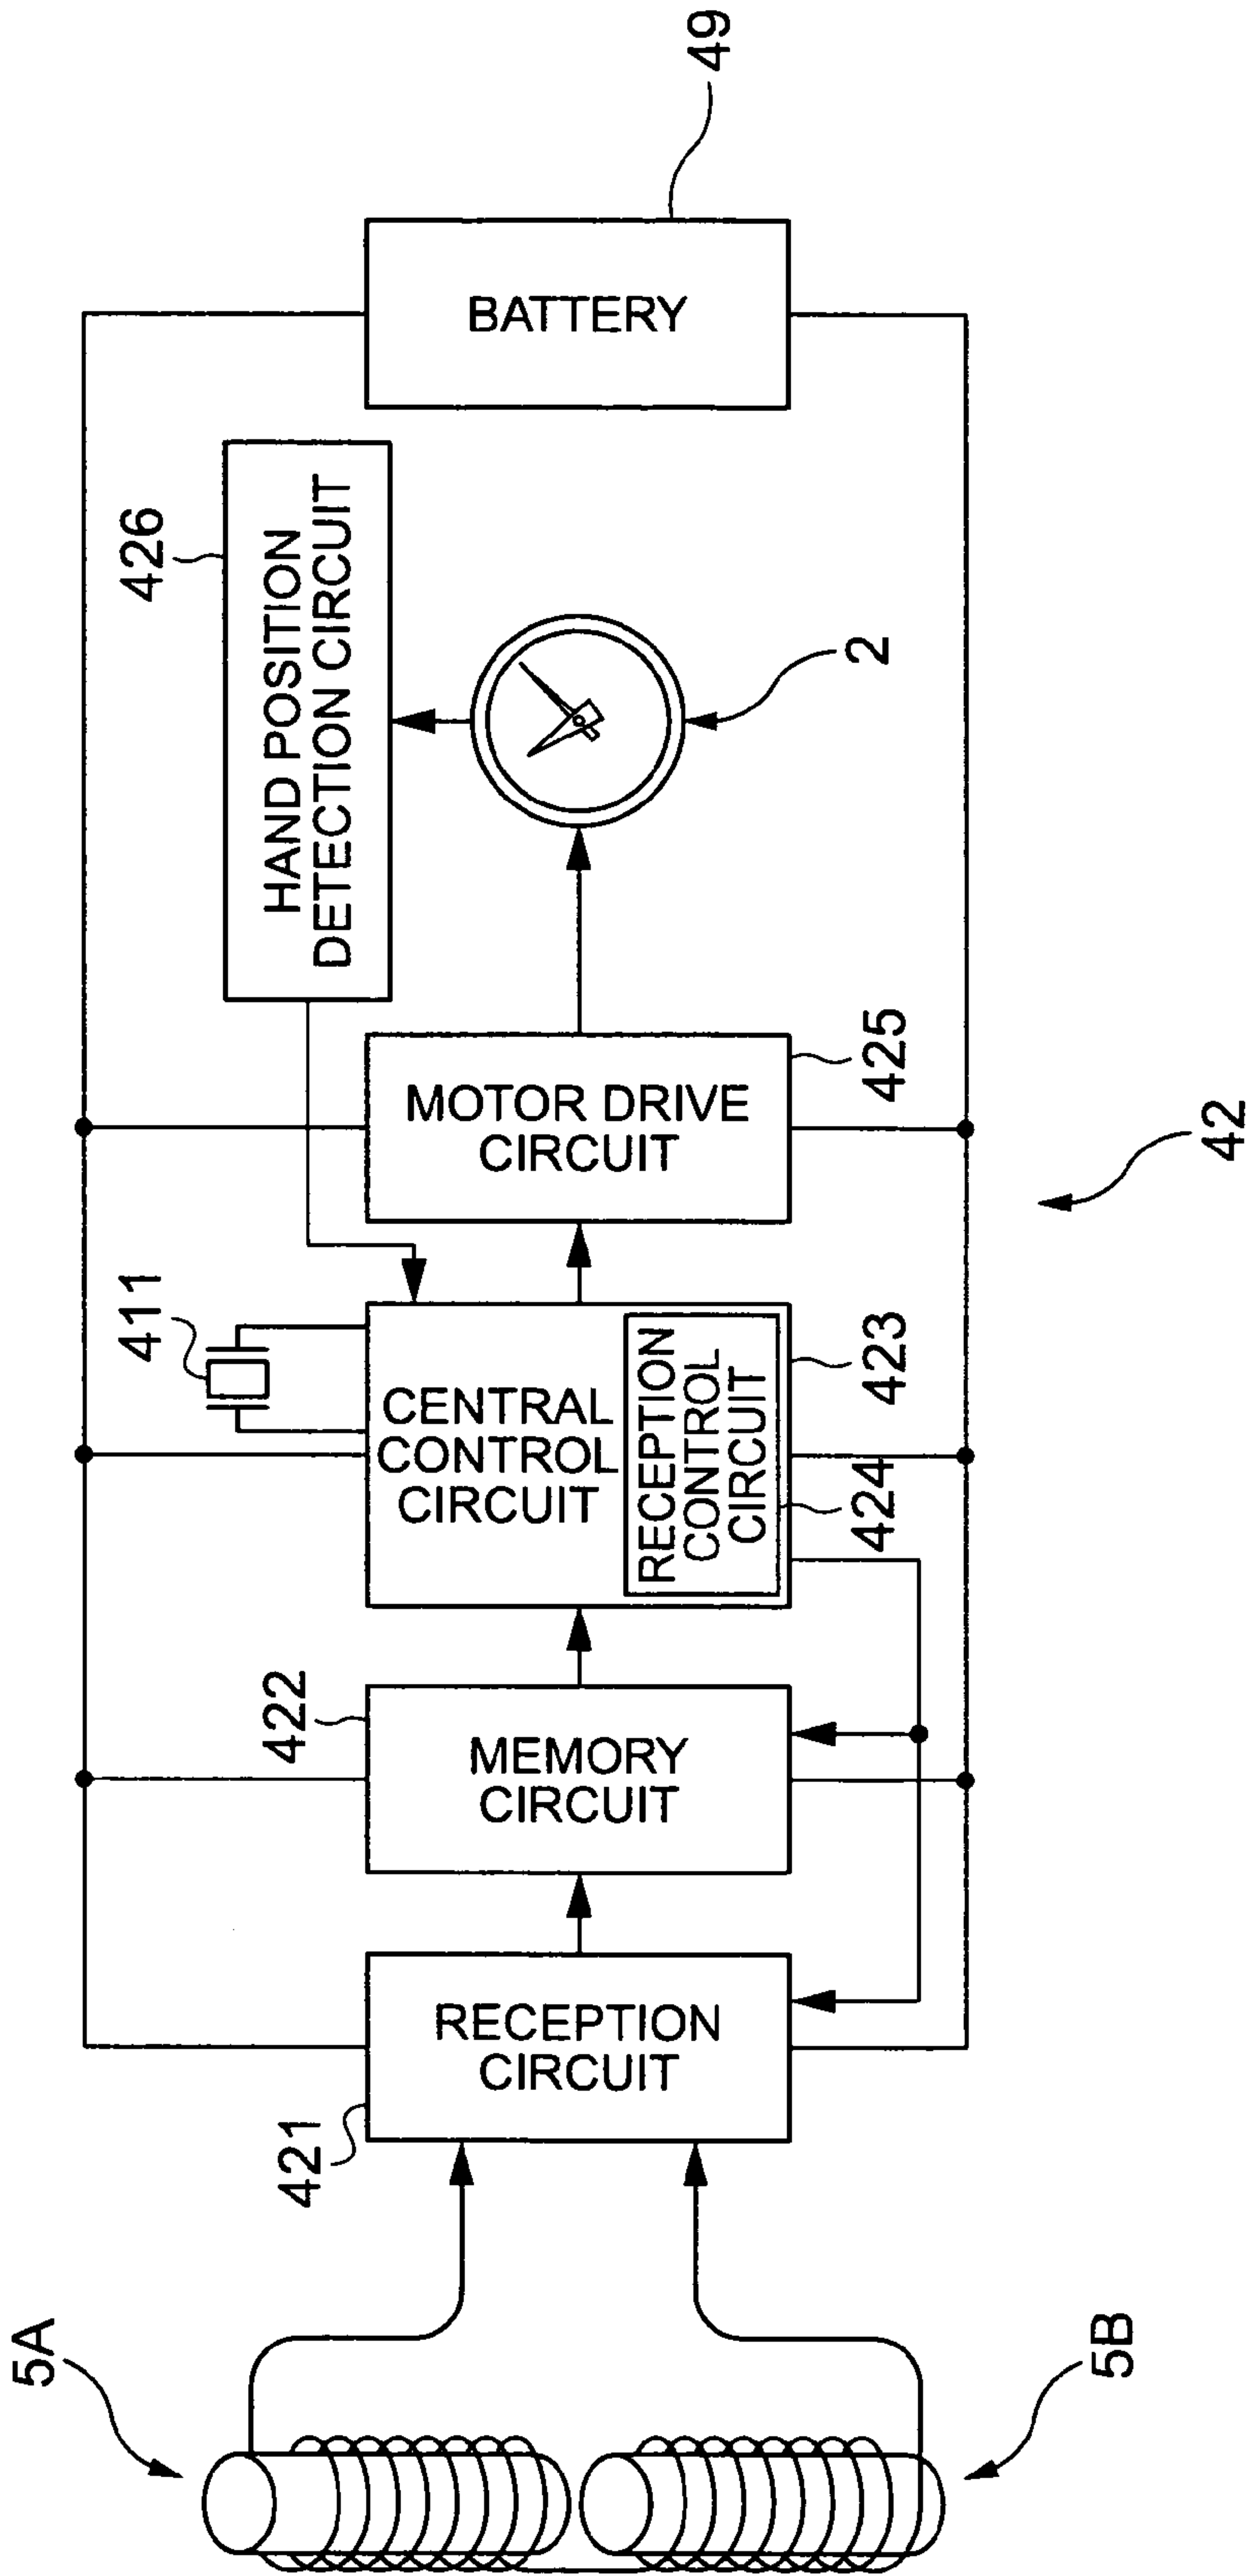 5A
5B
421
RECEPTION
CIRCUIT
422
MEMORY
CIRCUIT
411
CENTRAL
CONTROL
CIRCUIT
RECEPTION
CONTROL
CIRCUIT
424
423
MOTOR DRIVE
CIRCUIT
425
426
HAND POSITION
DETECTION CIRCUIT
2
BATTERY
49
42